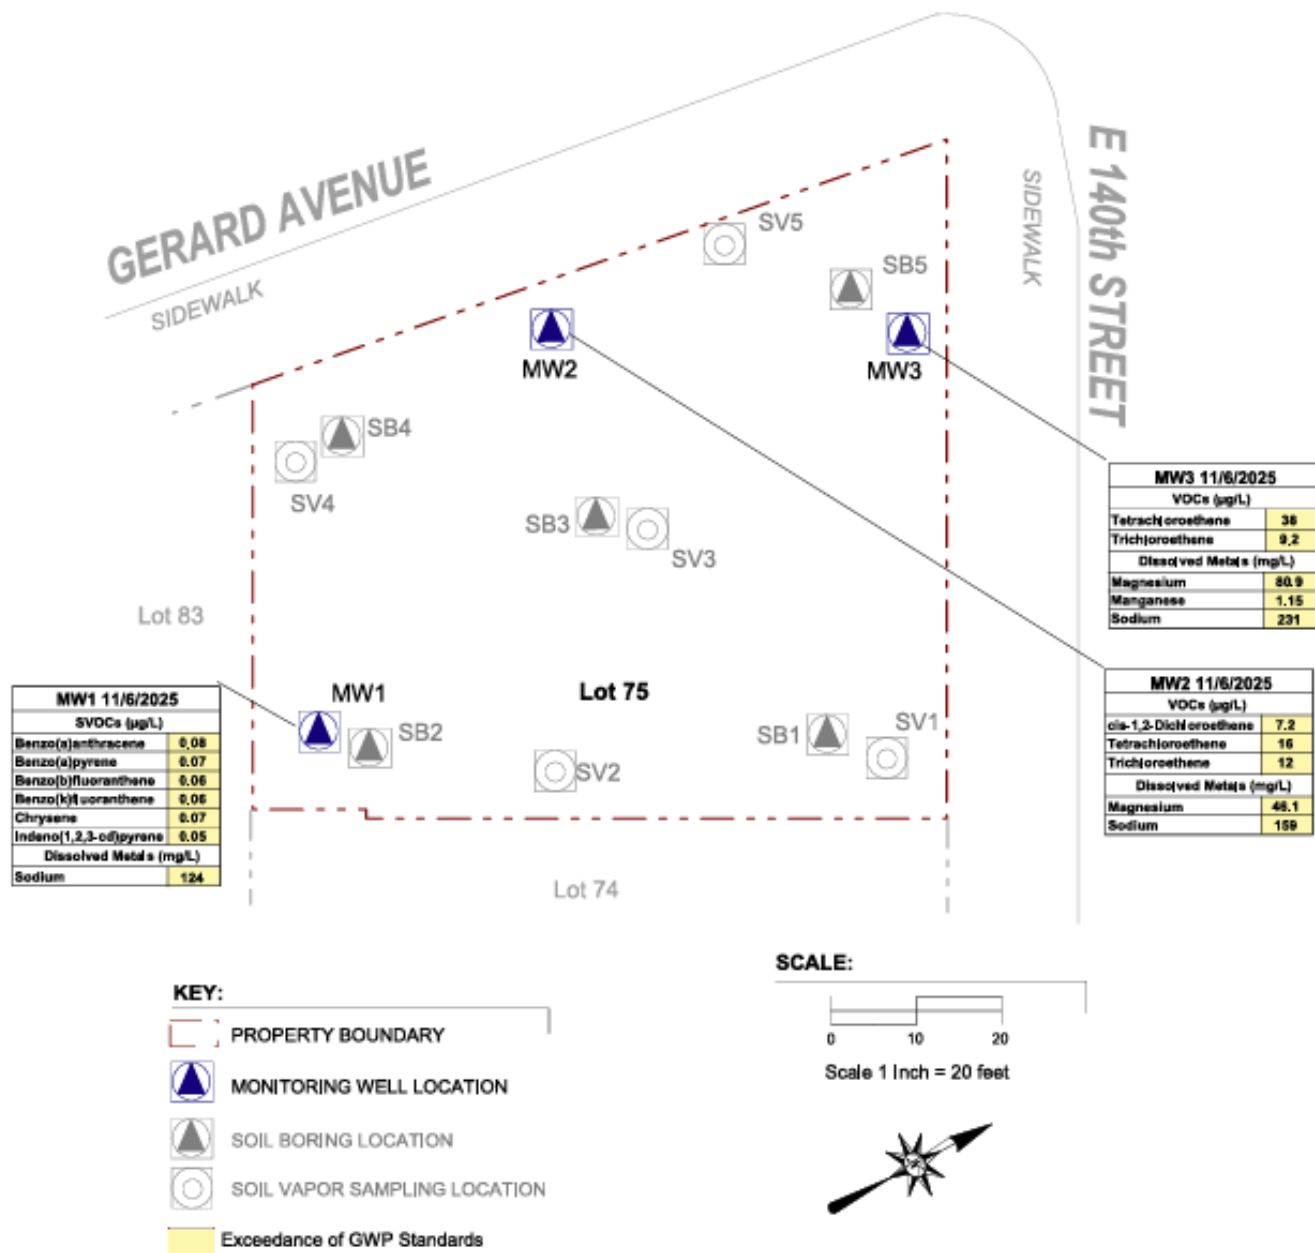 GERARD AVENUE
SIDEWALK
E 140th STREET
SIDEWALK
SV5
SB5
MW2
MW3
SB4
SV4
SB3
SV3
Lot 83
Lot 75
MW1
SB2
SV2
SB1
SV1
Lot 74
MW3 11/6/2025
VOCs (µg/L)
Tetrachloroethene 38
Trichloroethene 9.2
Dissolved Metals (mg/L)
Magnesium 80.9
Manganese 1.15
Sodium 231
MW2 11/6/2025
VOCs (µg/L)
cis-1,2-Dichloroethene 7.2
Tetrachloroethene 16
Trichloroethene 12
Dissolved Metals (mg/L)
Magnesium 46.1
Sodium 159
MW1 11/6/2025
SVOCs (µg/L)
Benzo(a)anthracene 0.08
Benzo(a)pyrene 0.07
Benzo(b)fluoranthene 0.06
Benzo(k)fluoranthene 0.06
Chrysene 0.07
Indeno(1,2,3-cd)pyrene 0.05
Dissolved Metals (mg/L)
Sodium 124
KEY:
PROPERTY BOUNDARY
MONITORING WELL LOCATION
SOIL BORING LOCATION
SOIL VAPOR SAMPLING LOCATION
Exceedance of GWP Standards
SCALE:
0 10 20
Scale 1 Inch = 20 feet